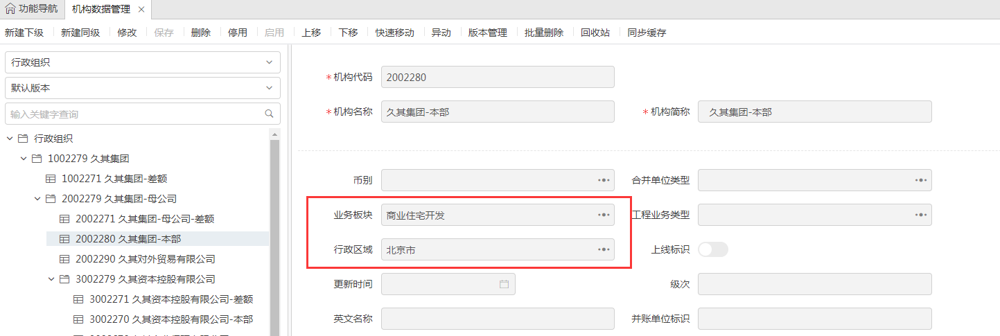 功能导航 机构数据管理 ×
新建下级 新建同级 修改 保存 删除 停用 启用 上移 下移 快速移动 异动 版本管理 批量删除 回收站 同步缓存
行政组织
默认版本
输入关键字查询
行政组织
1002279 久其集团
1002271 久其集团-差额
2002279 久其集团-母公司
2002271 久其集团-母公司-差额
2002280 久其集团-本部
2002290 久其对外贸易有限公司
3002279 久其资本控股有限公司
3002271 久其资本控股有限公司-差额
3002270 久其资本控股有限公司-本部
* 机构代码 2002280
* 机构名称 久其集团-本部 * 机构简称 久其集团-本部
币别 合并单位类型
业务板块 商业住宅开发 工程业务类型
行政区域 北京市 上线标识
更新时间 级次
英文名称 并账单位标识